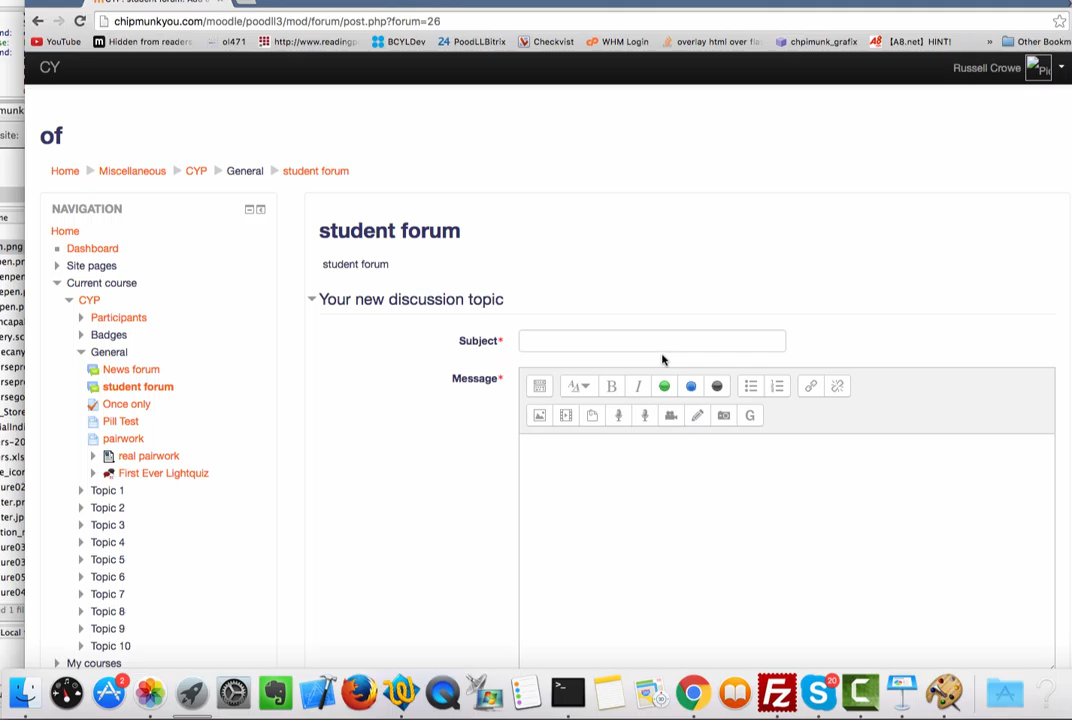 chipmunkyou.com/moodle/poodll3/mod/forum/post.php?forum=26
YouTube Hidden from readers ol471 http://www.readingp BCYLDev PoodLLBitrix Checkvist WHM Login overlay html over fla chpimunk_grafix [A8.net] HINT! » Other Bookm
CY Russell Crowe
of
Home Miscellaneous CYP General student forum
NAVIGATION
Home
Dashboard
Site pages
Current course
CYP
Participants
Badges
General
News forum
student forum
Once only
Pill Test
pairwork
real pairwork
First Ever Lightquiz
Topic 1
Topic 2
Topic 3
Topic 4
Topic 5
Topic 6
Topic 7
Topic 8
Topic 9
Topic 10
My courses
student forum
student forum
Your new discussion topic
Subject*
Message*
B I
G
2
20